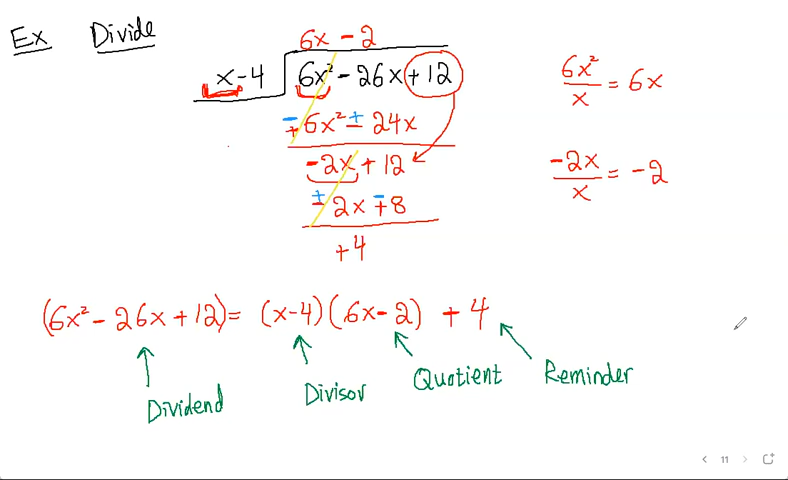 Ex Divide
6x - 2
x-4 6x² - 26x + 12
6x²/x = 6x
-+6x² +- 24x
-2x + 12
-2x/x = -2
+- 2x -+ 8
+4
(6x² - 26x + 12) = (x-4)(6x-2) + 4
Dividend Divisor Quotient Reminder
11